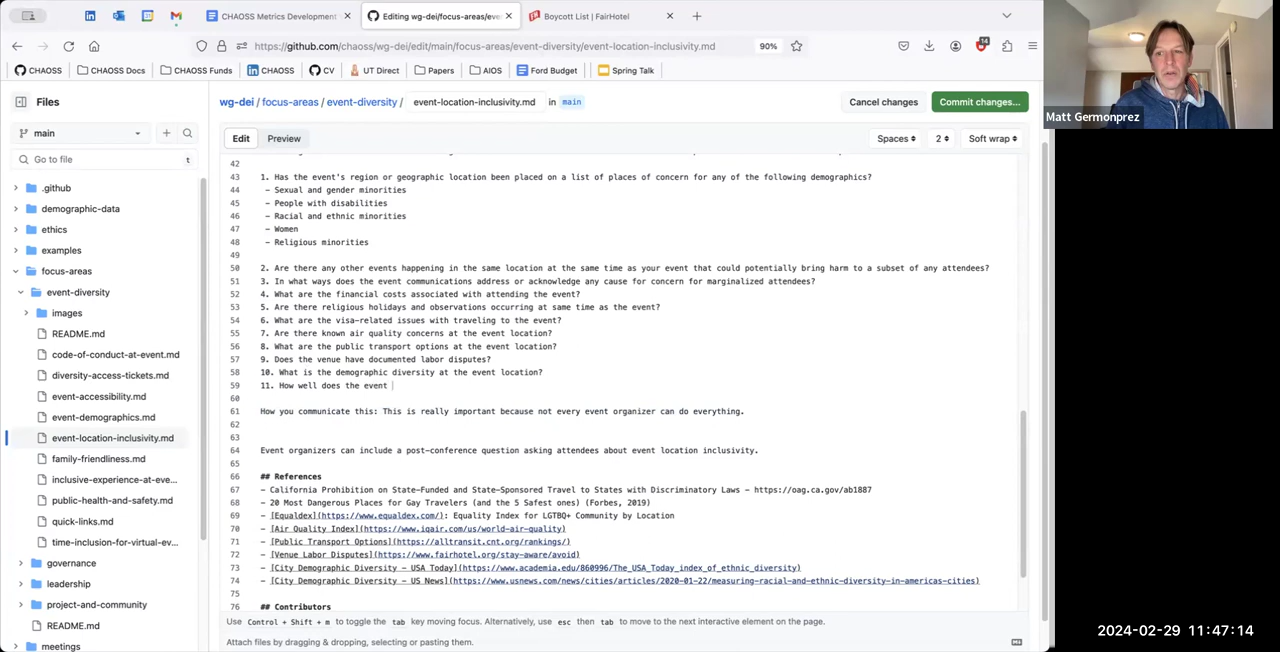 CHAOSS Metrics Development
Editing wg-dei/focus-areas/eve
Boycott List | FairHotel
https://github.com/chaoss/wg-dei/edit/main/focus-areas/event-diversity/event-location-inclusivity.md
90%
14
CHAOSS
CHAOSS Docs
CHAOSS Funds
CHAOSS
CV
UT Direct
Papers
AIOS
Ford Budget
Spring Talk
Matt Germonprez
Files
wg-dei / focus-areas / event-diversity / event-location-inclusivity.md in main
Cancel changes
Commit changes...
main
Edit
Preview
Spaces
2
Soft wrap
Go to file
t
.github
demographic-data
ethics
examples
focus-areas
event-diversity
images
README.md
code-of-conduct-at-event.md
diversity-access-tickets.md
event-accessibility.md
event-demographics.md
event-location-inclusivity.md
family-friendliness.md
inclusive-experience-at-eve...
public-health-and-safety.md
quick-links.md
time-inclusion-for-virtual-ev...
governance
leadership
project-and-community
README.md
meetings
42
43 1. Has the event's region or geographic location been placed on a list of places of concern for any of the following demographics?
44 - Sexual and gender minorities
45 - People with disabilities
46 - Racial and ethnic minorities
47 - Women
48 - Religious minorities
49
50 2. Are there any other events happening in the same location at the same time as your event that could potentially bring harm to a subset of any attendees?
51 3. In what ways does the event communications address or acknowledge any cause for concern for marginalized attendees?
52 4. What are the financial costs associated with attending the event?
53 5. Are there religious holidays and observations occurring at same time as the event?
54 6. What are the visa-related issues with traveling to the event?
55 7. Are there known air quality concerns at the event location?
56 8. What are the public transport options at the event location?
57 9. Does the venue have documented labor disputes?
58 10. What is the demographic diversity at the event location?
59 11. How well does the event
60
61 How you communicate this: This is really important because not every event organizer can do everything.
62
63
64 Event organizers can include a post-conference question asking attendees about event location inclusivity.
65
66 ## References
67 - California Prohibition on State-Funded and State-Sponsored Travel to States with Discriminatory Laws - https://oag.ca.gov/ab1887
68 - 20 Most Dangerous Places for Gay Travelers (and the 5 Safest ones) (Forbes, 2019)
69 - [Equaldex](https://www.equaldex.com/): Equality Index for LGTBQ+ Community by Location
70 - [Air Quality Index](https://www.iqair.com/us/world-air-quality)
71 - [Public Transport Options](https://alltransit.cnt.org/rankings/)
72 - [Venue Labor Disputes](https://www.fairhotel.org/stay-aware/avoid)
73 - [City Demographic Diversity - USA Today](https://www.academia.edu/860996/The_USA_Today_index_of_ethnic_diversity)
74 - [City Demographic Diversity - US News](https://www.usnews.com/news/cities/articles/2020-01-22/measuring-racial-and-ethnic-diversity-in-americas-cities)
75
76 ## Contributors
Use Control + Shift + m to toggle the tab key moving focus. Alternatively, use esc then tab to move to the next interactive element on the page.
Attach files by dragging & dropping, selecting or pasting them.
2024-02-29 11:47:14